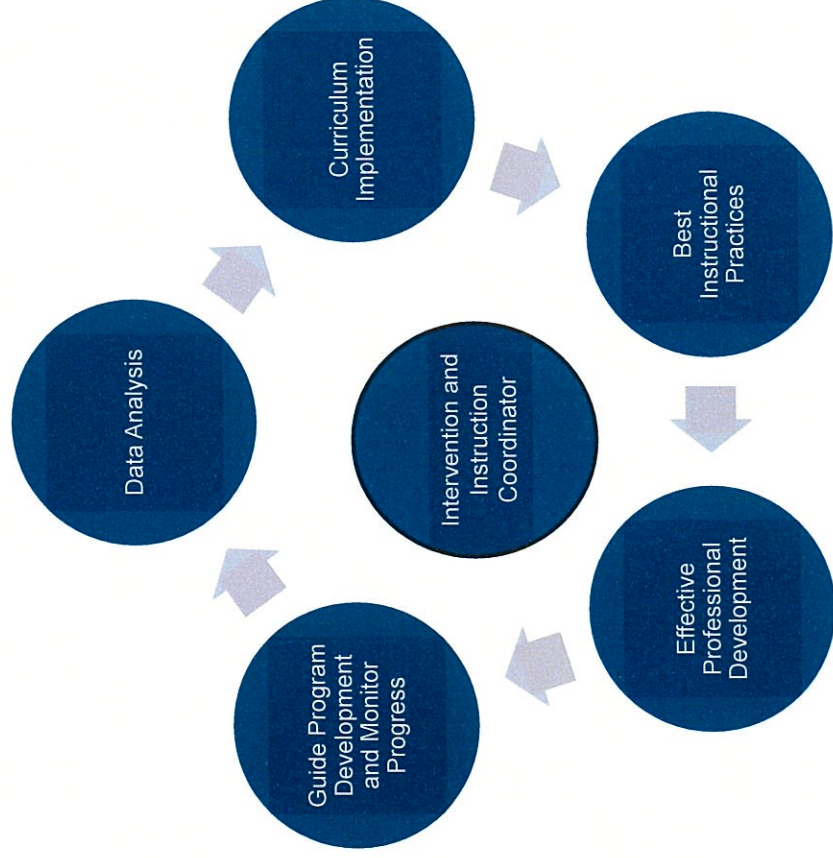 Data Analysis
Curriculum
Implementation
Best
Instructional
Practices
Effective
Professional
Development
Guide Program
Development
and Monitor
Progress
Intervention and
Instruction
Coordinator